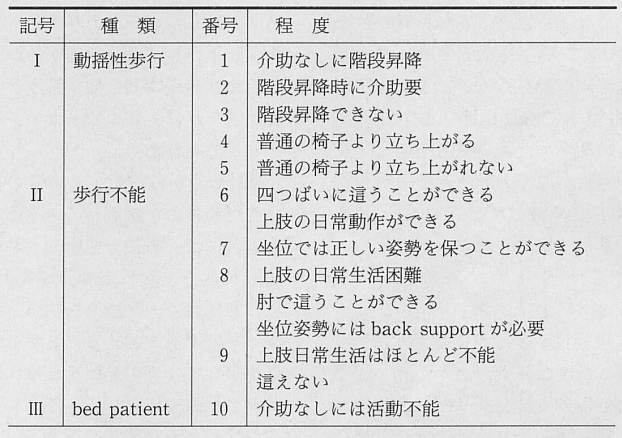 記号 種類 番号 程度
I 動揺性歩行 1 介助なしに階段昇降
2 階段昇降時に介助要
3 階段昇降できない
4 普通の椅子より立ち上がる
5 普通の椅子より立ち上がれない
II 歩行不能 6 四つばいに這うことができる
上肢の日常動作ができる
7 坐位では正しい姿勢を保つことができる
8 上肢の日常生活困難
肘で這うことができる
坐位姿勢には back support が必要
9 上肢日常生活はほとんど不能
這えない
III bed patient 10 介助なしには活動不能